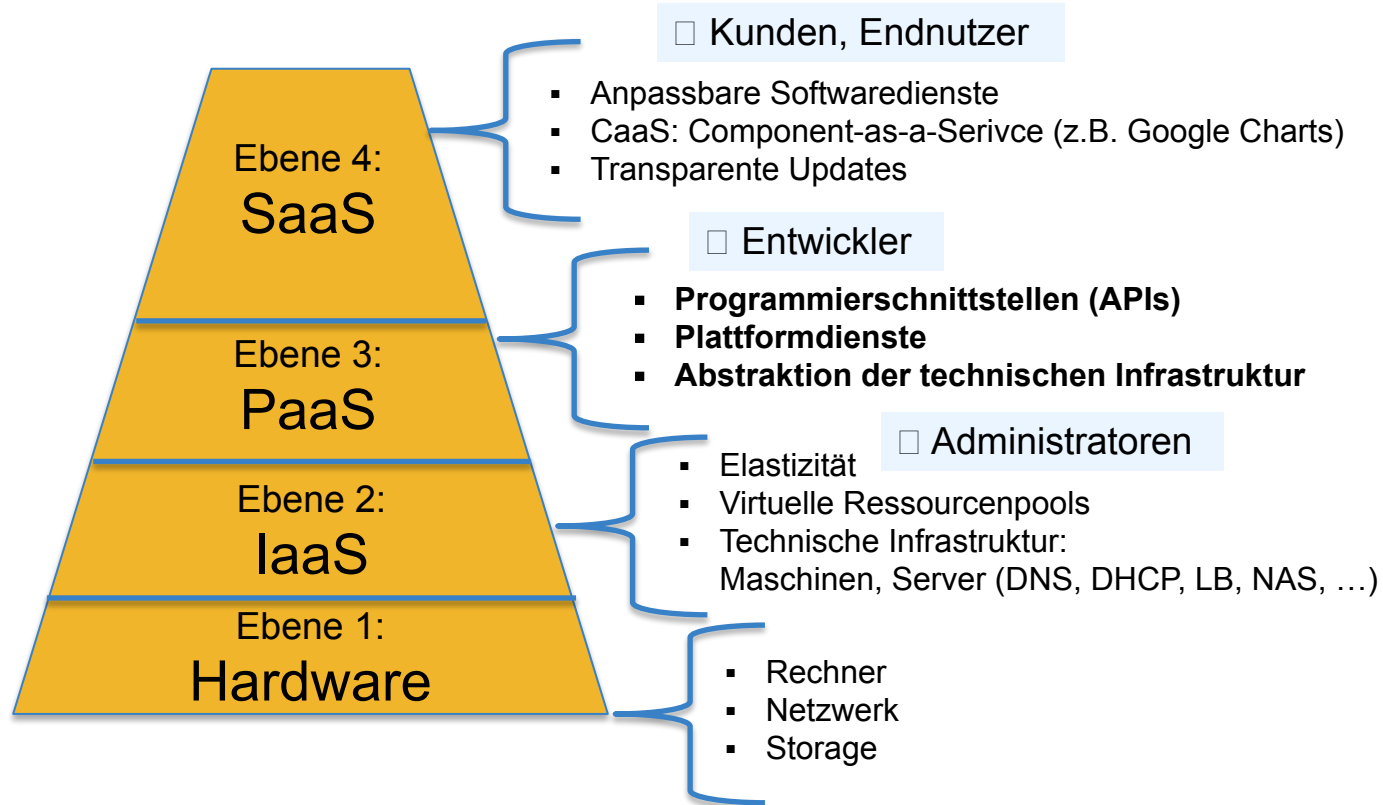 □ Kunden, Endnutzer
▪ Anpassbare Softwaredienste
▪ CaaS: Component-as-a-Serivce (z.B. Google Charts)
▪ Transparente Updates
Ebene 4:
SaaS
□ Entwickler
▪ Programmierschnittstellen (APIs)
▪ Plattformdienste
▪ Abstraktion der technischen Infrastruktur
Ebene 3:
PaaS
□ Administratoren
▪ Elastizität
▪ Virtuelle Ressourcenpools
▪ Technische Infrastruktur:
Maschinen, Server (DNS, DHCP, LB, NAS, …)
Ebene 2:
IaaS
Ebene 1:
Hardware
▪ Rechner
▪ Netzwerk
▪ Storage